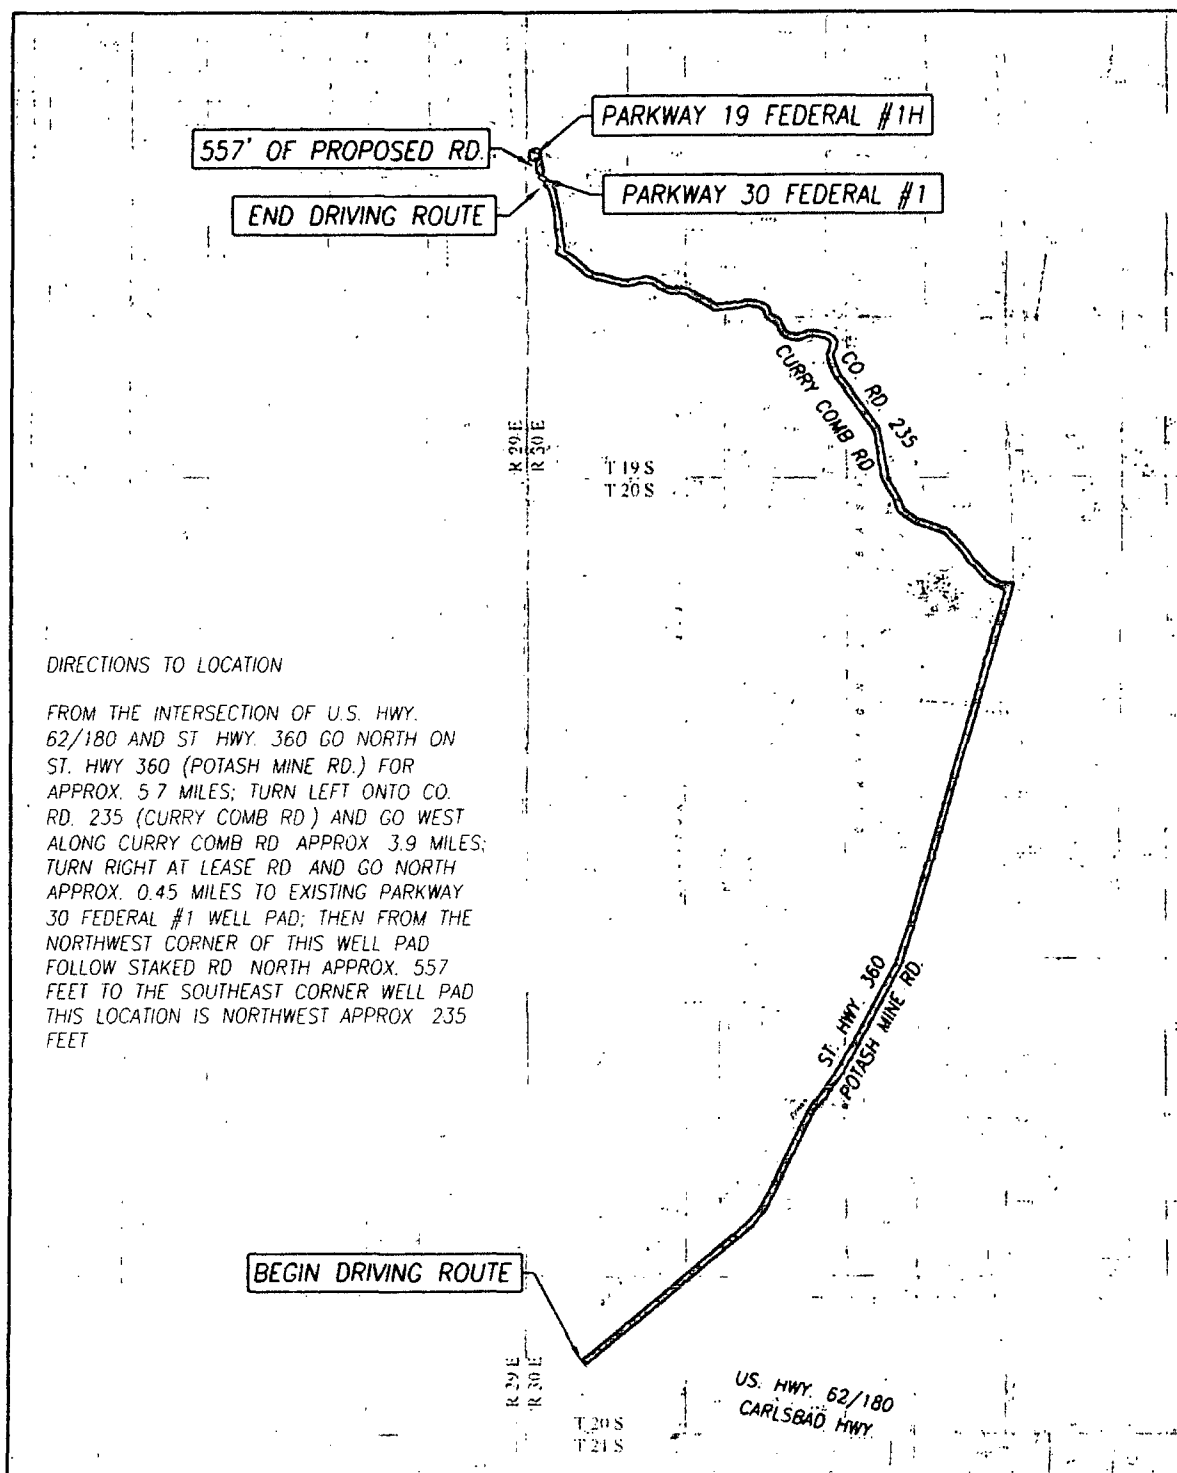 PARKWAY 19 FEDERAL #1H
557' OF PROPOSED RD.
PARKWAY 30 FEDERAL #1
END DRIVING ROUTE
CO. RD. 235
CURRY COMB RD.
R 29 E
R 30 E
T 19 S
T 20 S
DIRECTIONS TO LOCATION
FROM THE INTERSECTION OF U.S. HWY.
62/180 AND ST HWY. 360 GO NORTH ON
ST. HWY 360 (POTASH MINE RD.) FOR
APPROX. 5 7 MILES; TURN LEFT ONTO CO.
RD. 235 (CURRY COMB RD ) AND GO WEST
ALONG CURRY COMB RD APPROX 3.9 MILES;
TURN RIGHT AT LEASE RD AND GO NORTH
APPROX. 0.45 MILES TO EXISTING PARKWAY
30 FEDERAL #1 WELL PAD; THEN FROM THE
NORTHWEST CORNER OF THIS WELL PAD
FOLLOW STAKED RD NORTH APPROX. 557
FEET TO THE SOUTHEAST CORNER WELL PAD
THIS LOCATION IS NORTHWEST APPROX 235
FEET
ST. HWY. 360
POTASH MINE RD.
BEGIN DRIVING ROUTE
R 29 E
R 30 E
US. HWY. 62/180
CARLSBAD HWY
T 20 S
T 21 S